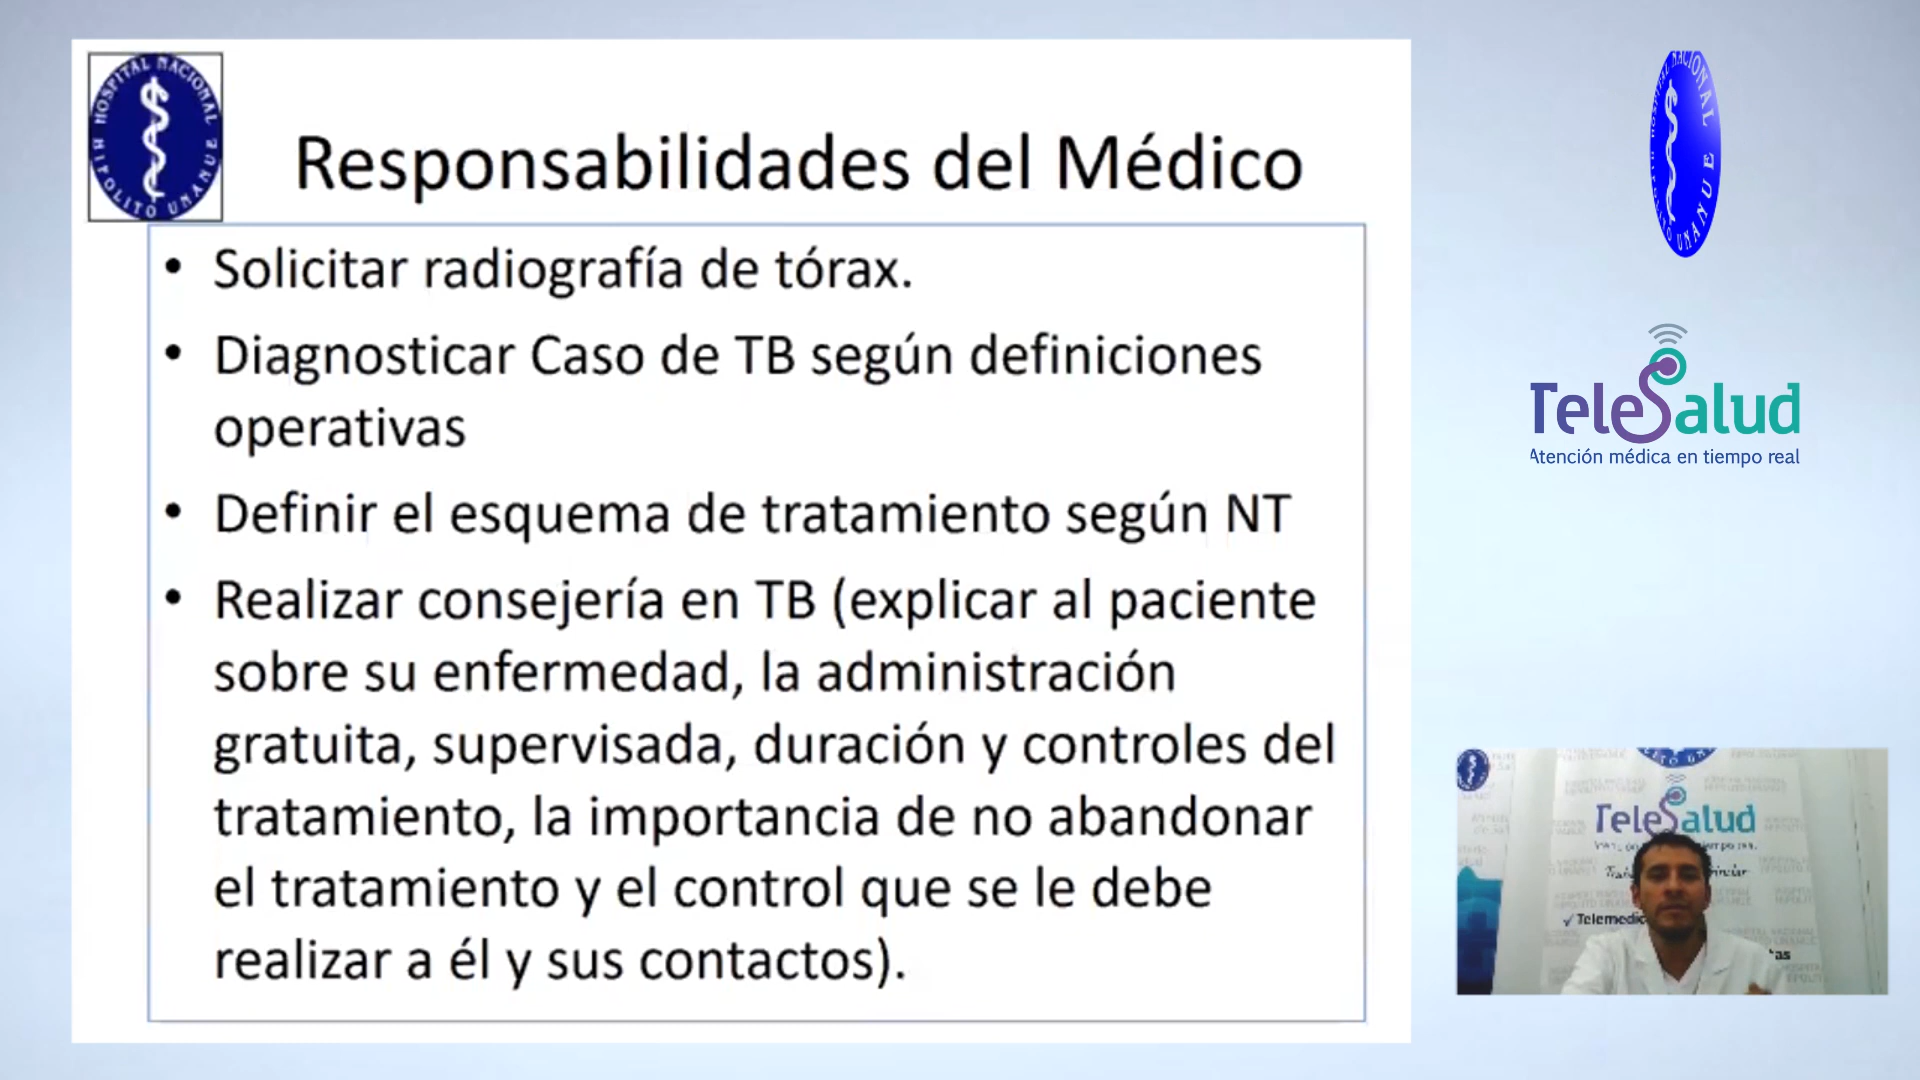 HOSPITAL NACIONAL
HIPOLITO UNANUE
Responsabilidades del Médico
• Solicitar radiografía de tórax.
• Diagnosticar Caso de TB según definiciones
operativas
• Definir el esquema de tratamiento según NT
• Realizar consejería en TB (explicar al paciente
sobre su enfermedad, la administración
gratuita, supervisada, duración y controles del
tratamiento, la importancia de no abandonar
el tratamiento y el control que se le debe
realizar a él y sus contactos).
NACIONAL
UNANUE
TeleSalud
Atención médica en tiempo real
TeleSalud
✓ Telemedic